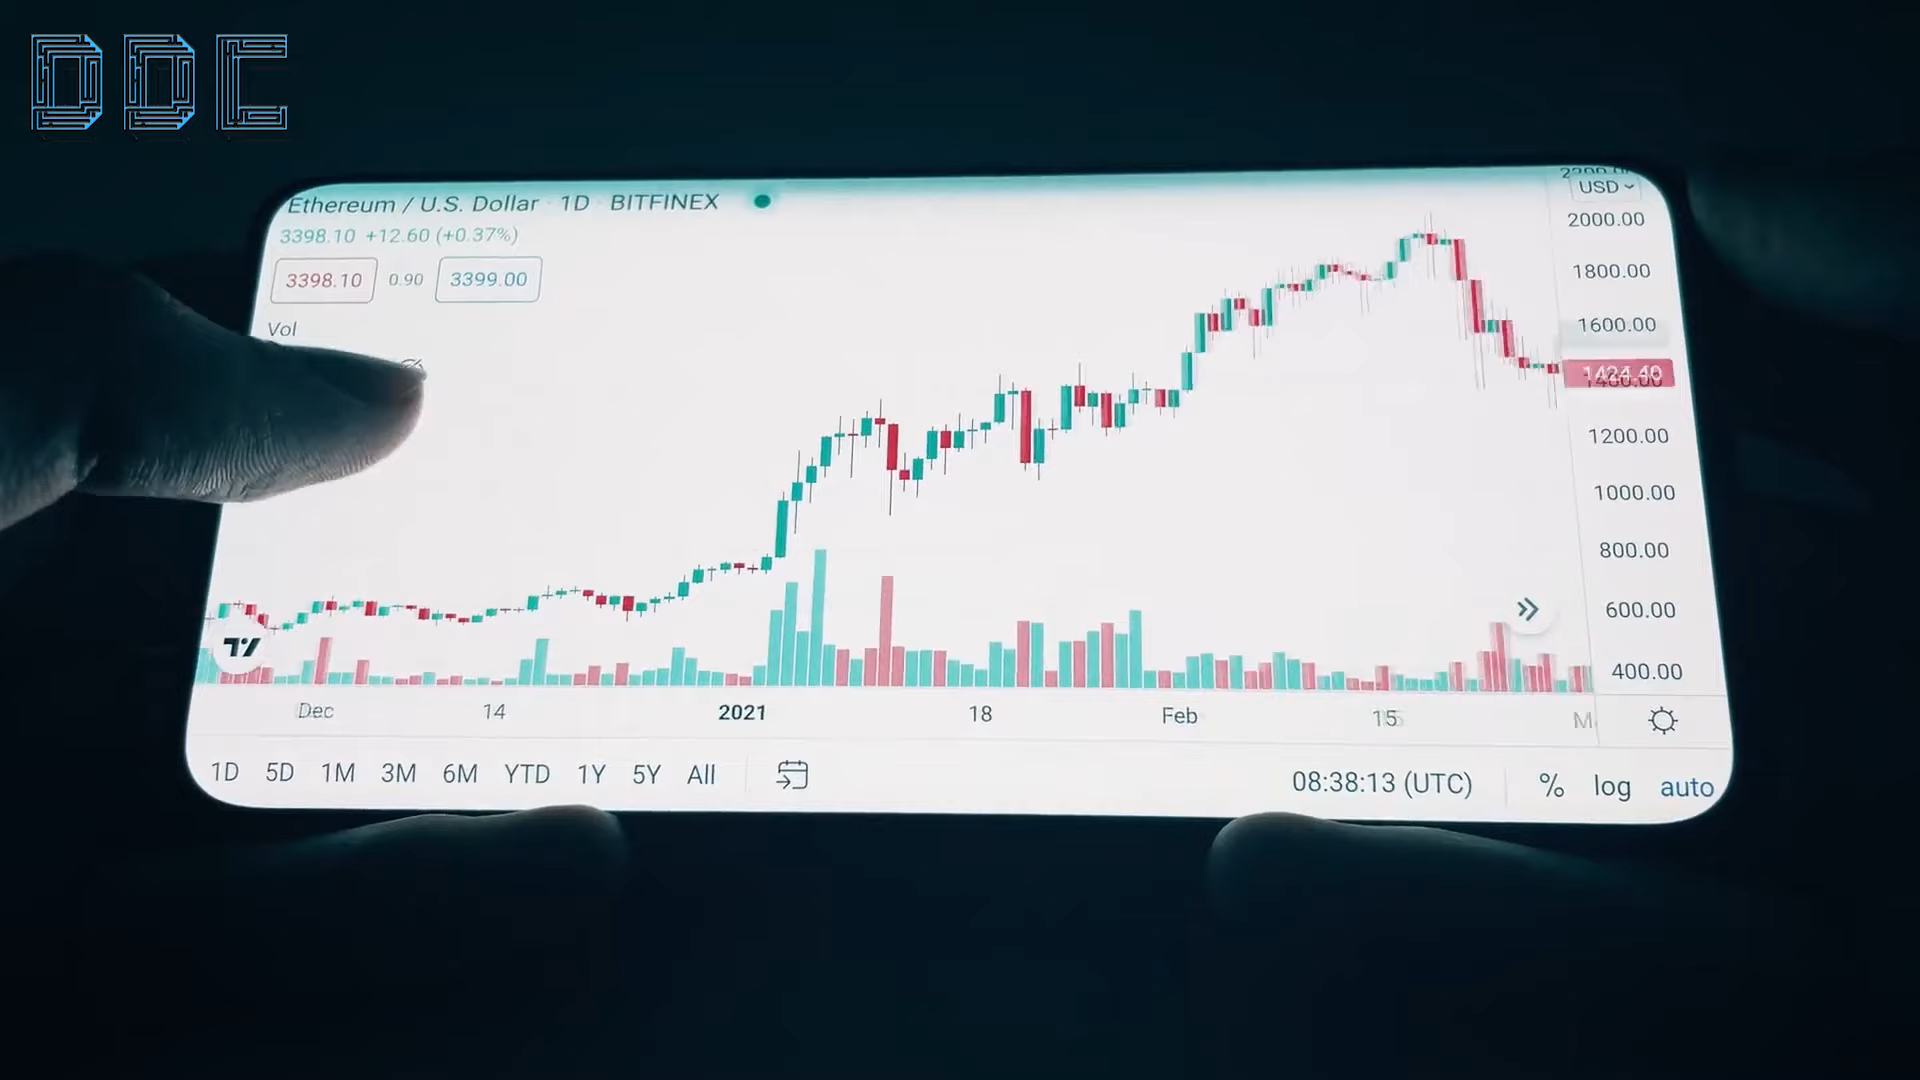 DDC
Ethereum / U.S. Dollar · 1D · BITFINEX
3398.10 +12.60 (+0.37%)
3398.10 0.90 3399.00
Vol
USD
2000.00
1800.00
1600.00
1424.40
1200.00
1000.00
800.00
600.00
400.00
Dec 14 2021 18 Feb 15
1D 5D 1M 3M 6M YTD 1Y 5Y All
08:38:13 (UTC) % log auto